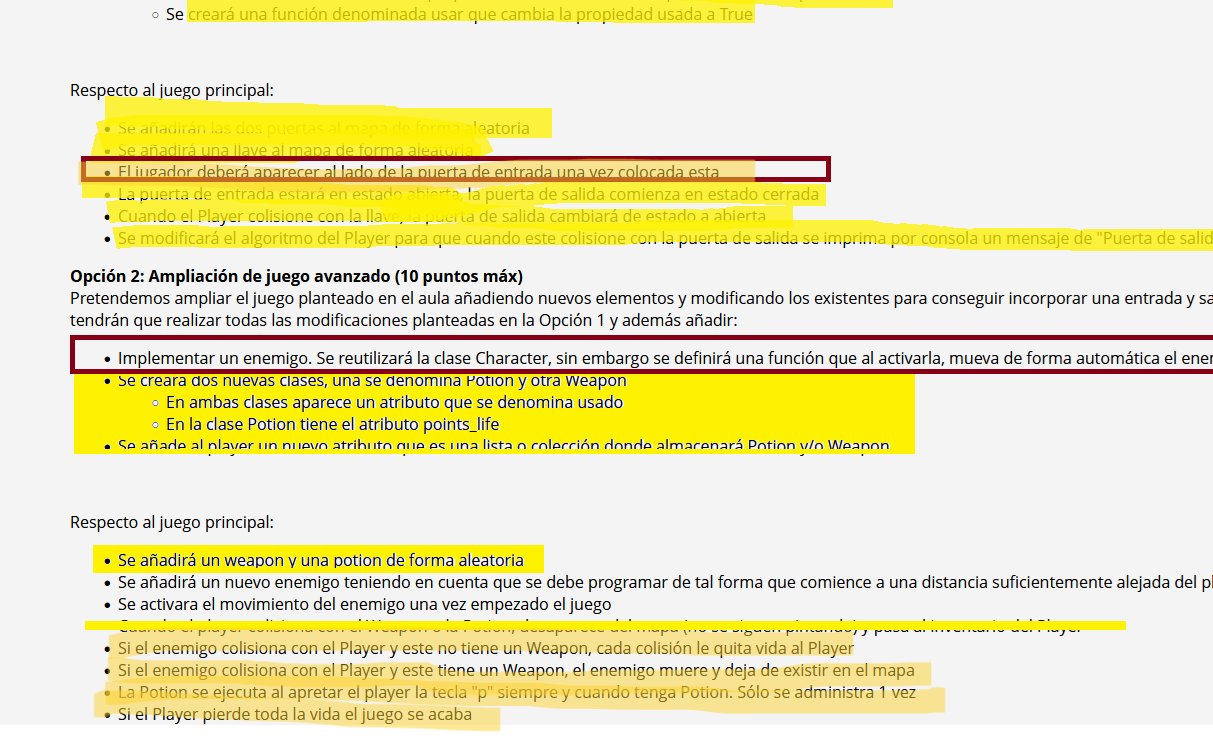 Se creará una función denominada usar que cambia la propiedad usada a True
Respecto al juego principal:
Se añadirán las dos puertas al mapa de forma aleatoria
Se añadirá una llave al mapa de forma aleatoria
El jugador deberá aparecer al lado de la puerta de entrada una vez colocada esta
La puerta de entrada estará en estado abierta, la puerta de salida comienza en estado cerrada
Cuando el Player colisione con la llave, la puerta de salida cambiará de estado a abierta
Se modificará el algoritmo del Player para que cuando este colisione con la puerta de salida se imprima por consola un mensaje de "Puerta de salid
Opción 2: Ampliación de juego avanzado (10 puntos máx)
Pretendemos ampliar el juego planteado en el aula añadiendo nuevos elementos y modificando los existentes para conseguir incorporar una entrada y sa
tendrán que realizar todas las modificaciones planteadas en la Opción 1 y además añadir:
Implementar un enemigo. Se reutilizará la clase Character, sin embargo se definirá una función que al activarla, mueva de forma automática el ene
Se creará dos nuevas clases, una se denomina Potion y otra Weapon
En ambas clases aparece un atributo que se denomina usado
En la clase Potion tiene el atributo points_life
Se añade al player un nuevo atributo que es una lista o colección donde almacenará Potion y/o Weapon
Respecto al juego principal:
Se añadirá un weapon y una potion de forma aleatoria
Se añadirá un nuevo enemigo teniendo en cuenta que se debe programar de tal forma que comience a una distancia suficientemente alejada del pl
Se activara el movimiento del enemigo una vez empezado el juego
Cuando el player colisiona con el Weapon o la Potion, desaparece del mapa (no se siguen pintando) y pasa al inventario del Player
Si el enemigo colisiona con el Player y este no tiene un Weapon, cada colisión le quita vida al Player
Si el enemigo colisiona con el Player y este tiene un Weapon, el enemigo muere y deja de existir en el mapa
La Potion se ejecuta al apretar el player la tecla "p" siempre y cuando tenga Potion. Sólo se administra 1 vez
Si el Player pierde toda la vida el juego se acaba